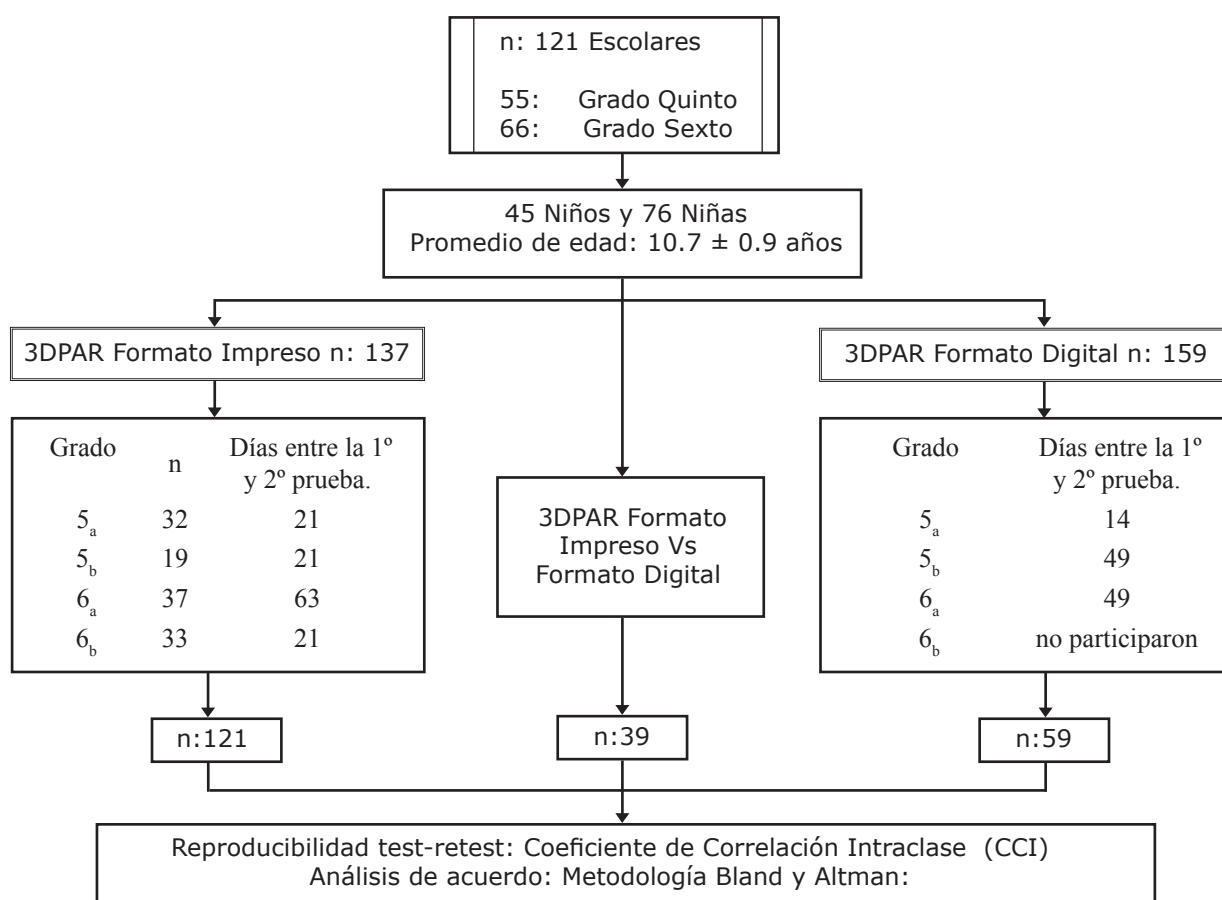 n: 121 Escolares
55: Grado Quinto
66: Grado Sexto
45 Niños y 76 Niñas
Promedio de edad: 10.7 ± 0.9 años
3DPAR Formato Impreso n: 137
Grado n Días entre la 1º
y 2º prueba.
5a 32 21
5b 19 21
6a 37 63
6b 33 21
n:121
3DPAR Formato
Impreso Vs
Formato Digital
n:39
3DPAR Formato Digital n: 159
Grado Días entre la 1º
y 2º prueba.
5a 14
5b 49
6a 49
6b no participaron
n:59
Reproducibilidad test-retest: Coeficiente de Correlación Intraclase (CCI)
Análisis de acuerdo: Metodología Bland y Altman: